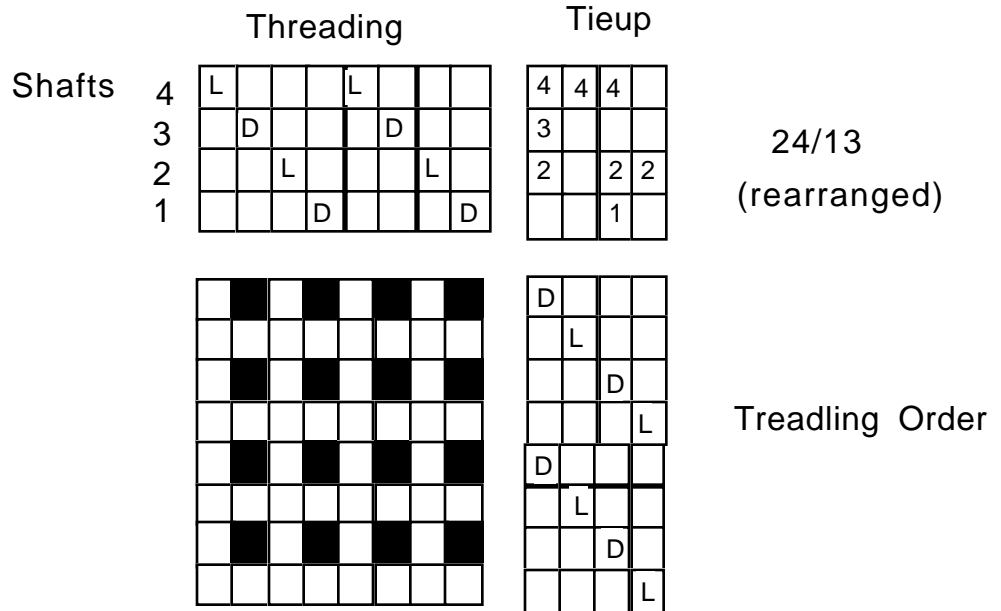 Threading
Tieup
Shafts
4 L L
3 D D
2 L L
1 D D
4 4 4
3
2 2 2
1
24/13
(rearranged)
D
L
D
L
D
L
D
L
Treadling Order